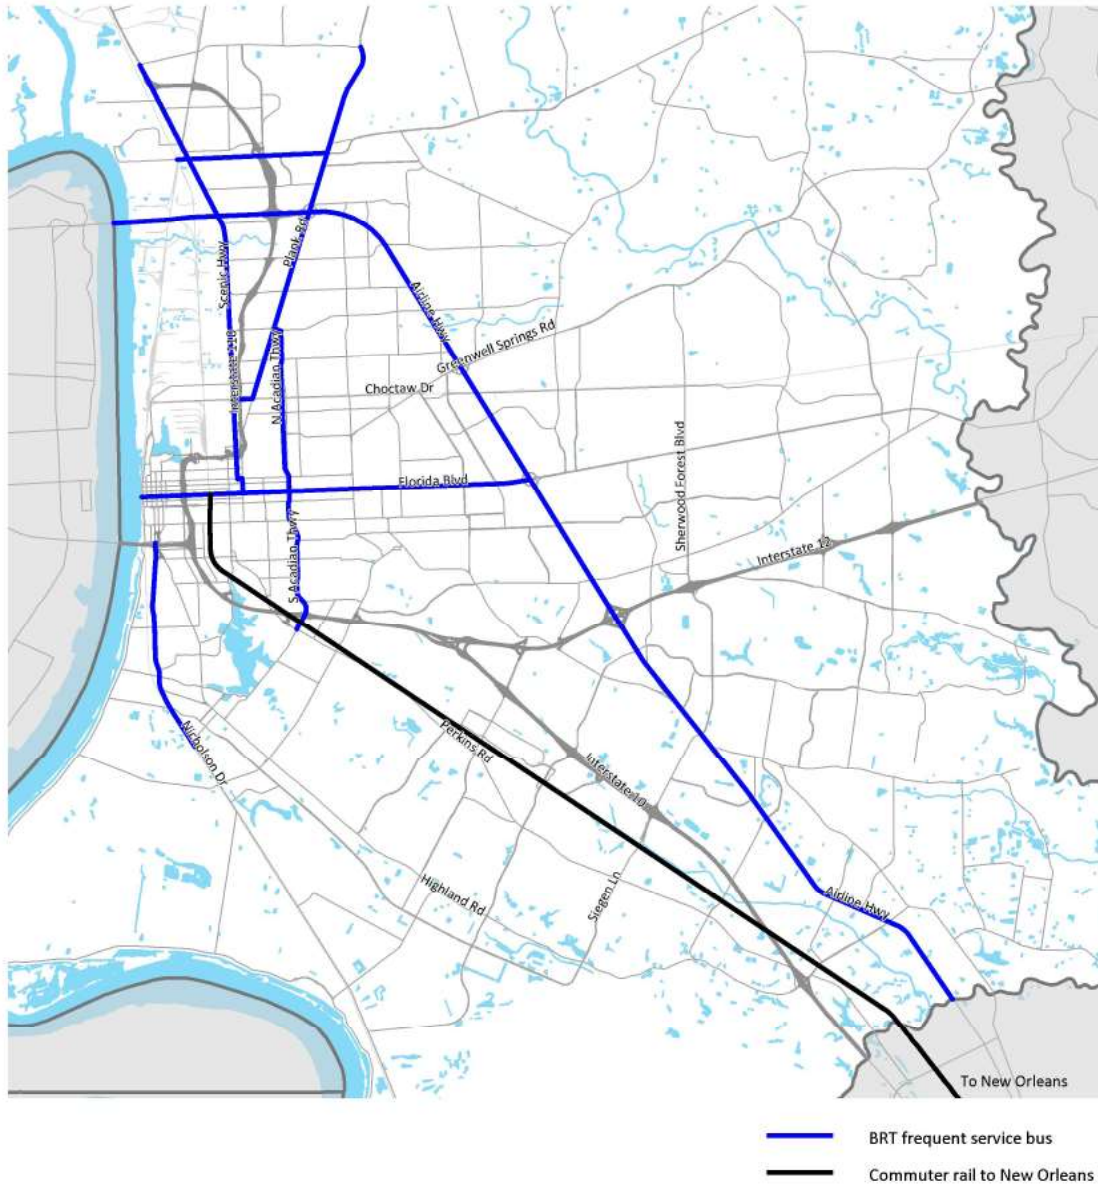 Plank Rd
Scenic Hwy
Airline Hwy
Interstate 110
N Acadian Thwy
Greenwell Springs Rd
Choctaw Dr
Sherwood Forest Blvd
Florida Blvd
S Acadian Thwy
Interstate 12
Nicholson Dr
Perkins Rd
Interstate 10
Highland Rd
Siegen Ln
Airline Hwy
To New Orleans
BRT frequent service bus
Commuter rail to New Orleans